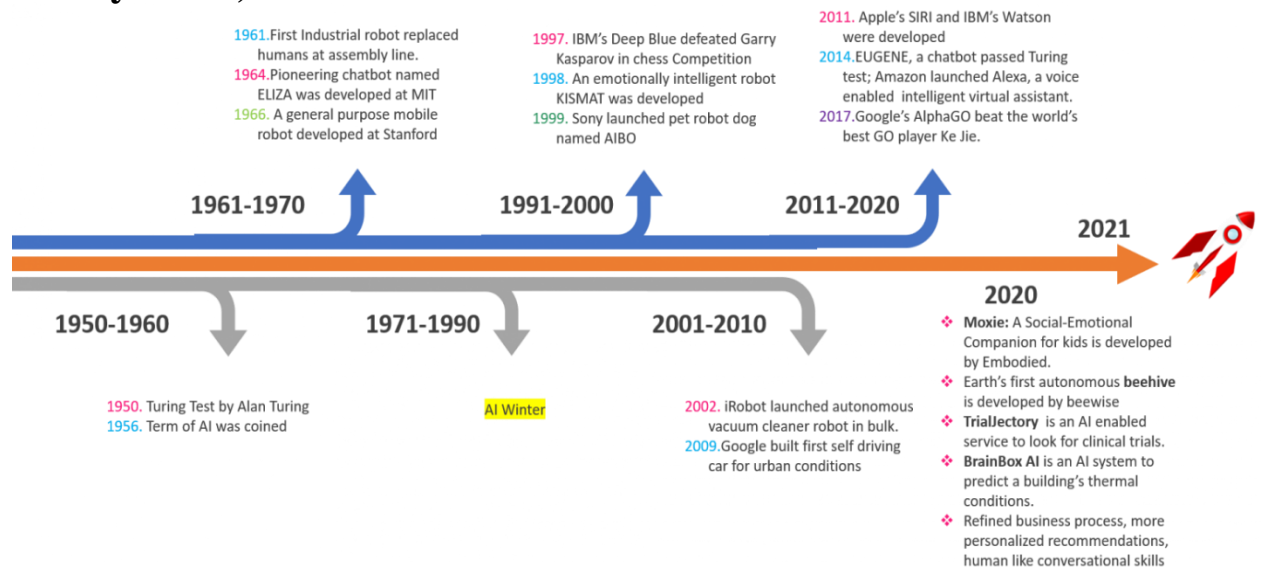 1961.First Industrial robot replaced
humans at assembly line.
1964.Pioneering chatbot named
ELIZA was developed at MIT
1966. A general purpose mobile
robot developed at Stanford
1997. IBM's Deep Blue defeated Garry
Kasparov in chess Competition
1998. An emotionally intelligent robot
KISMAT was developed
1999. Sony launched pet robot dog
named AIBO
2011. Apple's SIRI and IBM's Watson
were developed
2014.EUGENE, a chatbot passed Turing
test; Amazon launched Alexa, a voice
enabled intelligent virtual assistant.
2017.Google's AlphaGO beat the world's
best GO player Ke Jie.
1961-1970
1991-2000
2011-2020
2021
1950-1960
1971-1990
2001-2010
2020
1950. Turing Test by Alan Turing
1956. Term of AI was coined
AI Winter
2002. iRobot launched autonomous
vacuum cleaner robot in bulk.
2009.Google built first self driving
car for urban conditions
❖ Moxie: A Social-Emotional
Companion for kids is developed
by Embodied.
❖ Earth's first autonomous beehive
is developed by beewise
❖ TrialJectory is an AI enabled
service to look for clinical trials.
❖ BrainBox AI is an AI system to
predict a building's thermal
conditions.
❖ Refined business process, more
personalized recommendations,
human like conversational skills